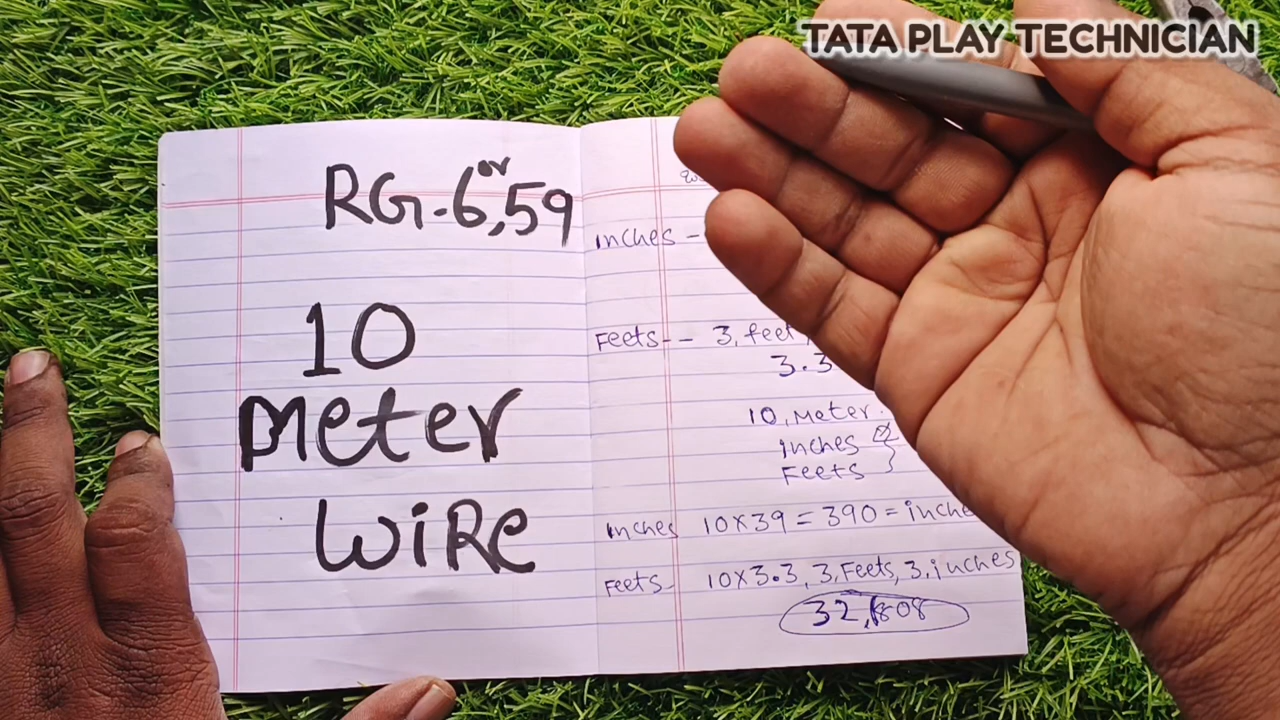 TATA PLAY TECHNICIAN
RG-6,or 59
10
Meter
WiRe
inches -
Feets -- 3, feet
3.3
10, Meter.
inches
Feets
inches 10x39 = 390 = inche
Feets- 10x3.3, 3, Feets, 3, inches
32,808